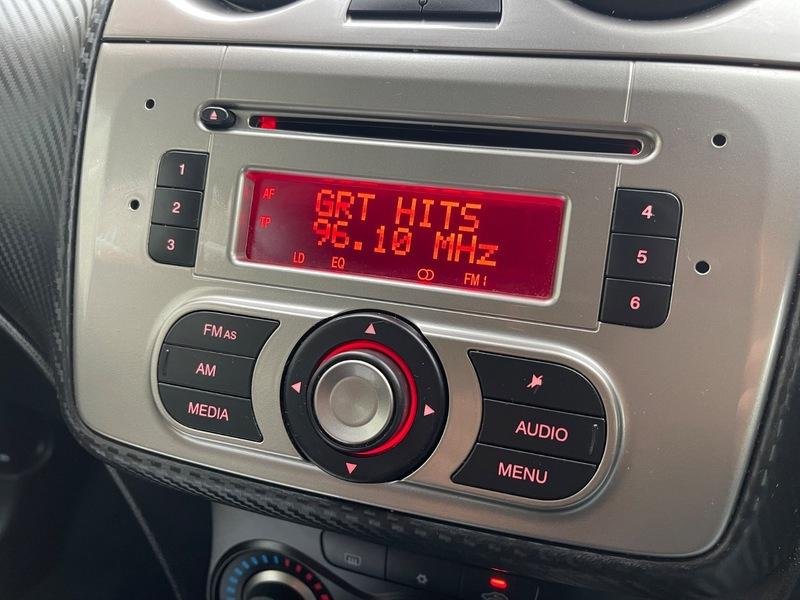 1
2
3
AF
GRT HITS
TP
96.10 MHz
LD EQ FM1
4
5
6
FM AS
AM
MEDIA
AUDIO
MENU